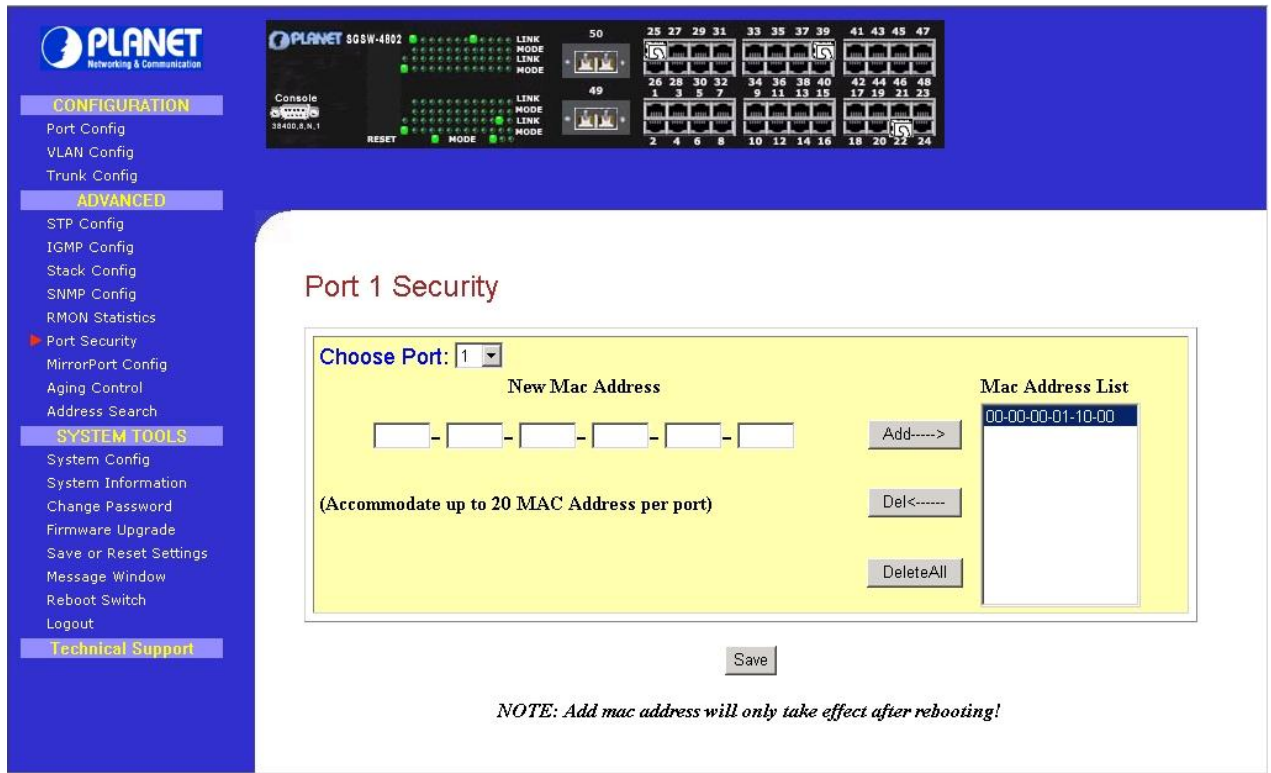 PLANET
Networking & Communication
PLANET SGSW-4802
LINK
MODE
LINK
MODE
50
25 27 29 31 33 35 37 39 41 43 45 47
26 28 30 32 34 36 38 40 42 44 46 48
Console
38400,8,N,1
LINK
MODE
LINK
MODE
RESET
MODE
49
1 3 5 7 9 11 13 15 17 19 21 23
2 4 6 8 10 12 14 16 18 20 22 24
CONFIGURATION
Port Config
VLAN Config
Trunk Config
ADVANCED
STP Config
IGMP Config
Stack Config
SNMP Config
RMON Statistics
Port Security
MirrorPort Config
Aging Control
Address Search
SYSTEM TOOLS
System Config
System Information
Change Password
Firmware Upgrade
Save or Reset Settings
Message Window
Reboot Switch
Logout
Technical Support
Port 1 Security
Choose Port: 1
New Mac Address
Mac Address List
00-00-00-01-10-00
- - - - -
Add----->
(Accommodate up to 20 MAC Address per port)
Del<------
DeleteAll
Save
NOTE: Add mac address will only take effect after rebooting!